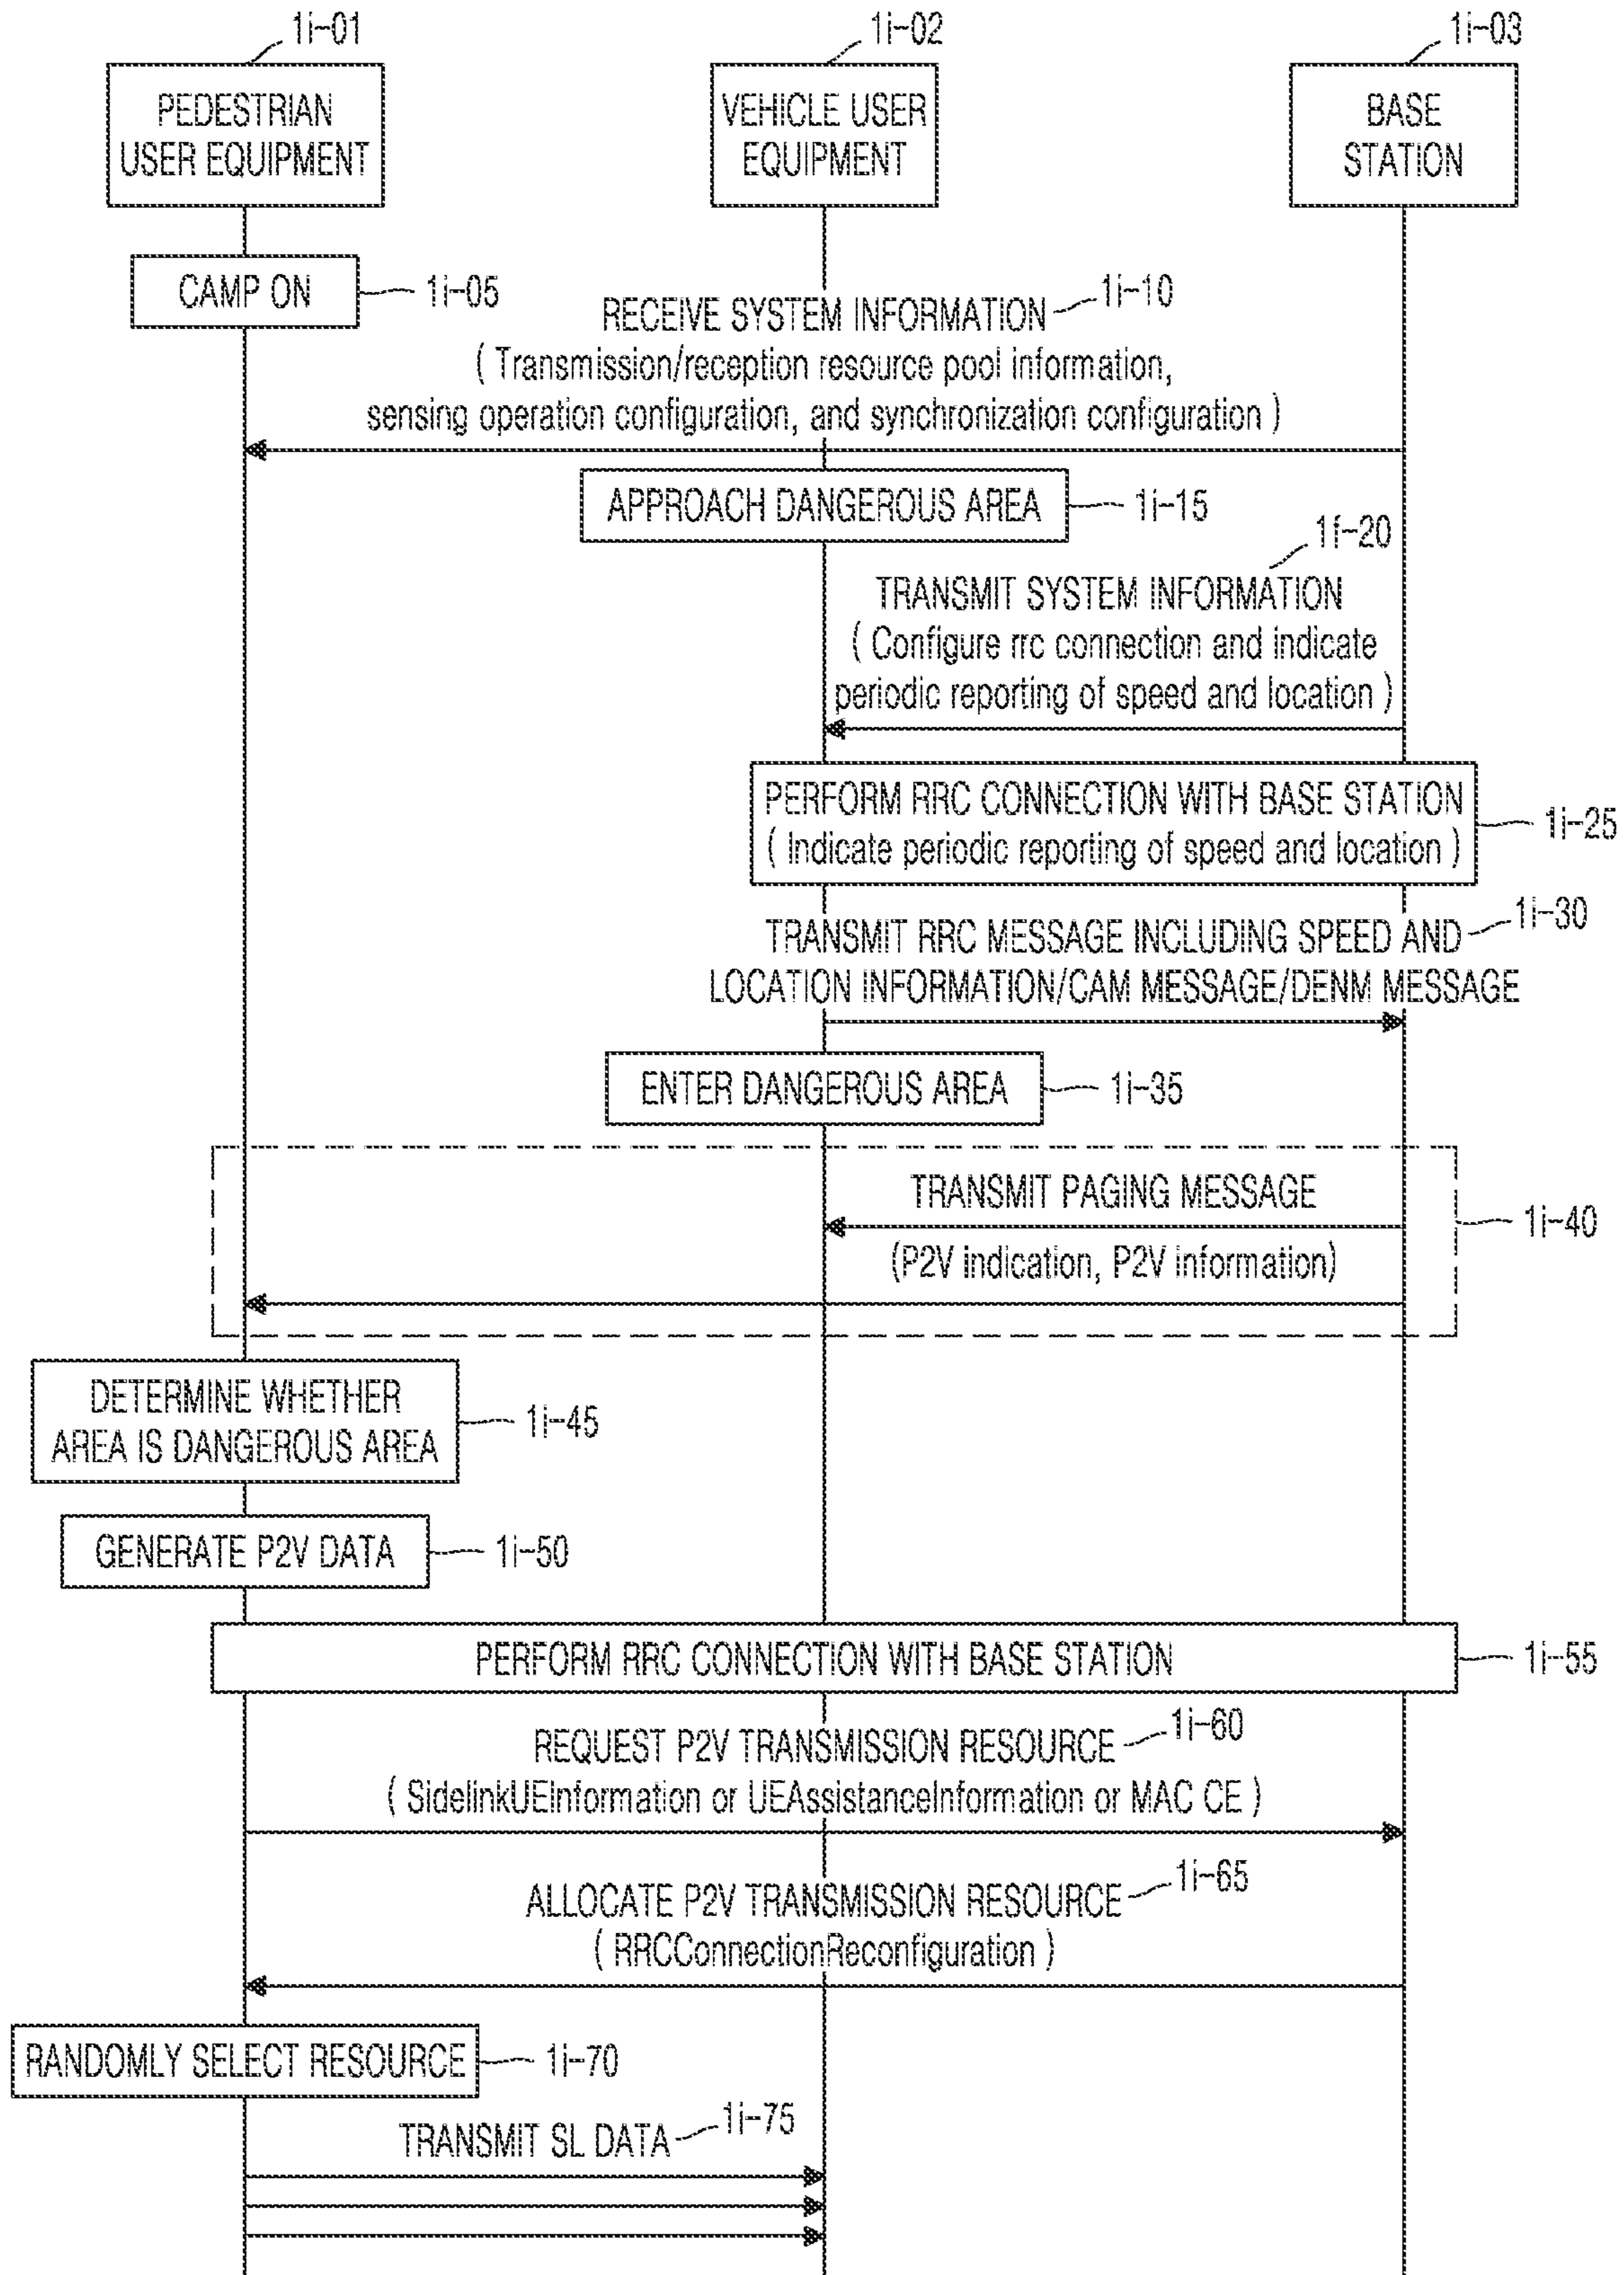 1i-01
1i-02
1i-03
PEDESTRIAN
USER EQUIPMENT
VEHICLE USER
EQUIPMENT
BASE
STATION
CAMP ON
1i-05
1i-10
RECEIVE SYSTEM INFORMATION
( Transmission/reception resource pool information,
sensing operation configuration, and synchronization configuration )
APPROACH DANGEROUS AREA
1i-15
1f-20
TRANSMIT SYSTEM INFORMATION
( Configure rrc connection and indicate
periodic reporting of speed and location )
PERFORM RRC CONNECTION WITH BASE STATION
( Indicate periodic reporting of speed and location )
1i-25
1i-30
TRANSMIT RRC MESSAGE INCLUDING SPEED AND
LOCATION INFORMATION/CAM MESSAGE/DENM MESSAGE
ENTER DANGEROUS AREA
1i-35
TRANSMIT PAGING MESSAGE
1i-40
(P2V indication, P2V information)
DETERMINE WHETHER
AREA IS DANGEROUS AREA
1i-45
GENERATE P2V DATA
1i-50
PERFORM RRC CONNECTION WITH BASE STATION
1i-55
1i-60
REQUEST P2V TRANSMISSION RESOURCE
( SidelinkUEInformation or UEAssistanceInformation or MAC CE )
1i-65
ALLOCATE P2V TRANSMISSION RESOURCE
( RRCConnectionReconfiguration )
RANDOMLY SELECT RESOURCE
1i-70
1i-75
TRANSMIT SL DATA